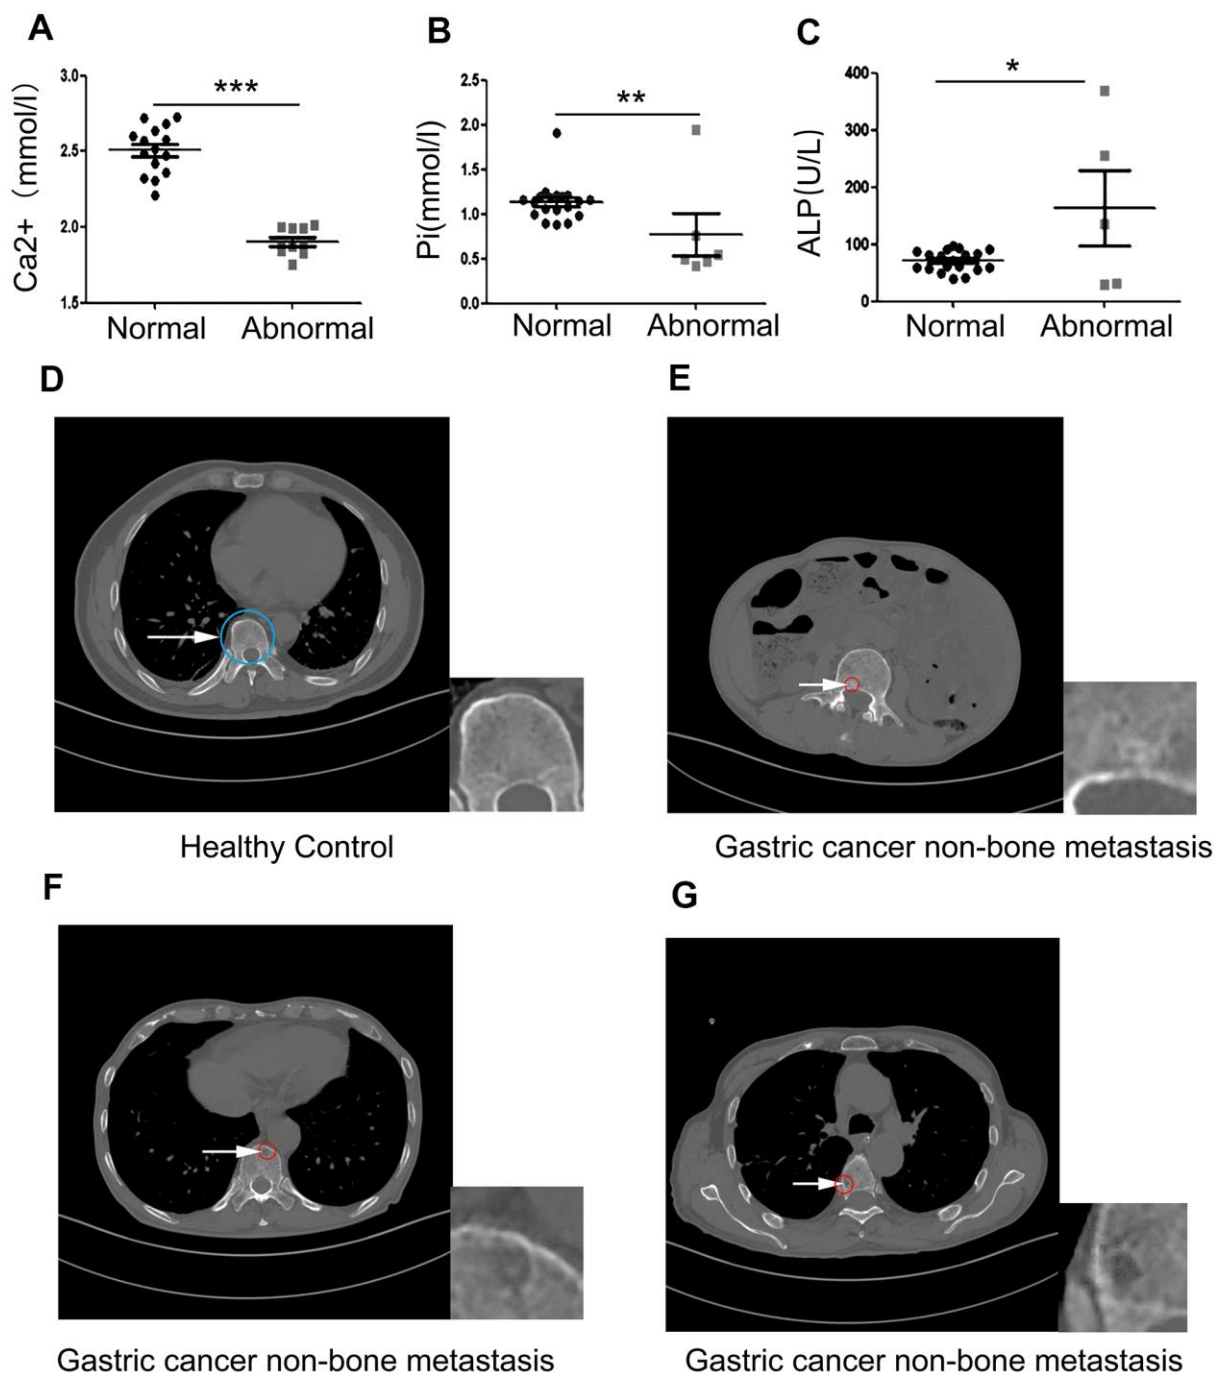 A
B
C
Ca2+ (mmol/l)
3.0
2.5
2.0
1.5
***
Normal
Abnormal
Pi(mmol/l)
2.5
2.0
1.5
1.0
0.5
0.0
**
Normal
Abnormal
ALP(U/L)
400
300
200
100
0
*
Normal
Abnormal
D
E
Healthy Control
Gastric cancer non-bone metastasis
F
G
Gastric cancer non-bone metastasis
Gastric cancer non-bone metastasis